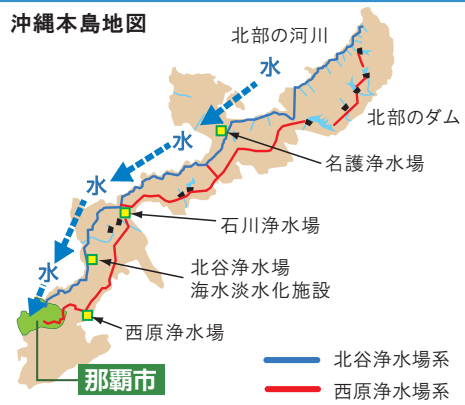 沖縄本島地図
北部の河川
水
北部のダム
水
名護浄水場
水
石川浄水場
北谷浄水場
海水淡水化施設
水
西原浄水場
北谷浄水場系
那覇市
西原浄水場系